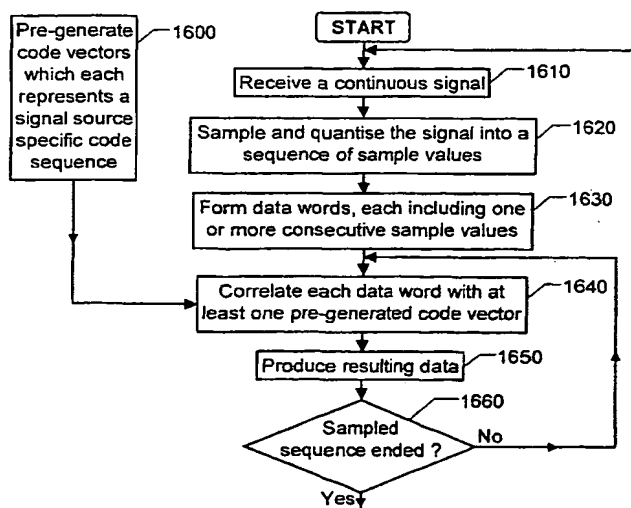 Pre-generate
code vectors
which each
represents a
signal source
specific code
sequence
1600
START
Receive a continuous signal
1610
Sample and quantise the signal into a
sequence of sample values
1620
Form data words, each including one
or more consecutive sample values
1630
Correlate each data word with at
least one pre-generated code vector
1640
Produce resulting data
1650
1660
Sampled
sequence ended ?
No
Yes